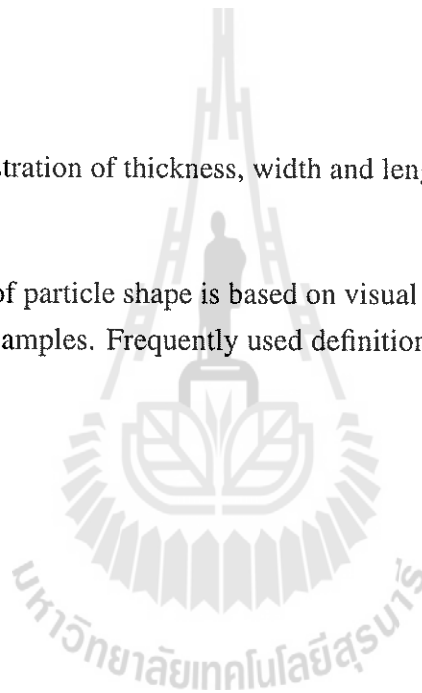 stration of thickness, width and leng
of particle shape is based on visual
amples. Frequently used definition
มหาวิทยาลัยเทคโนโลยีสุรนารี